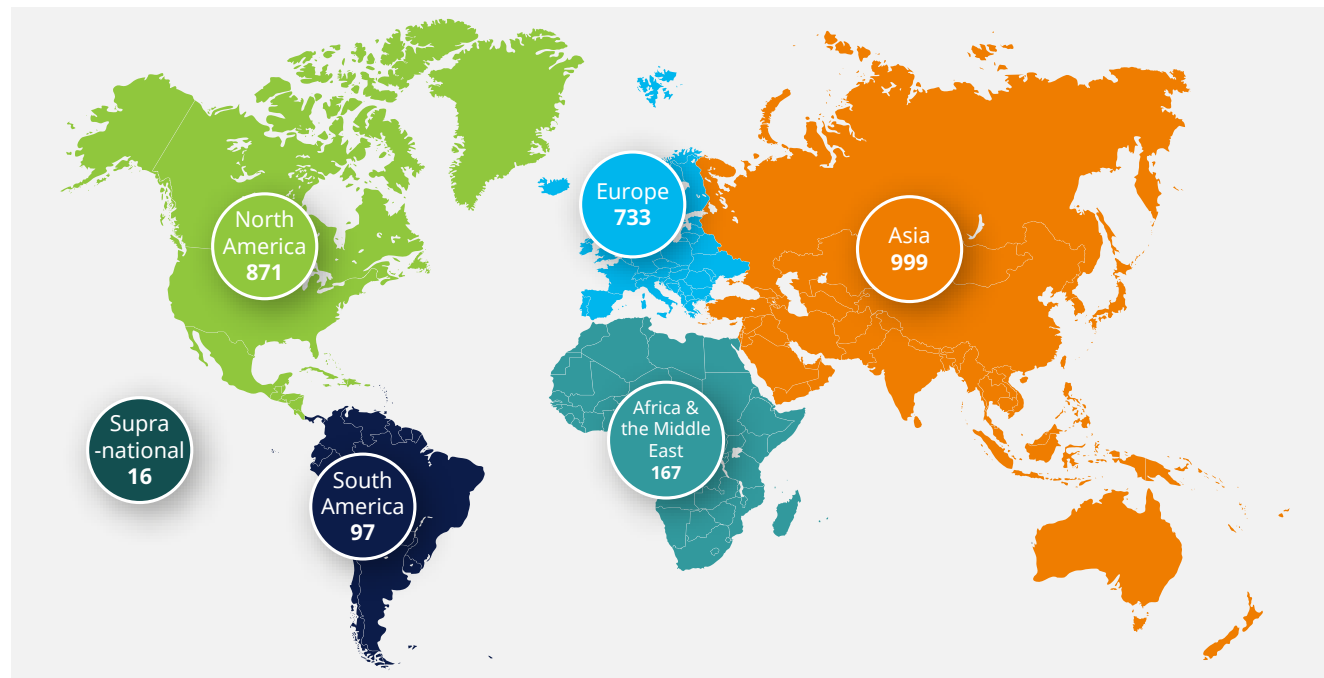 North
America
871
Europe
733
Asia
999
Supra
-national
16
South
America
97
Africa &
the Middle
East
167